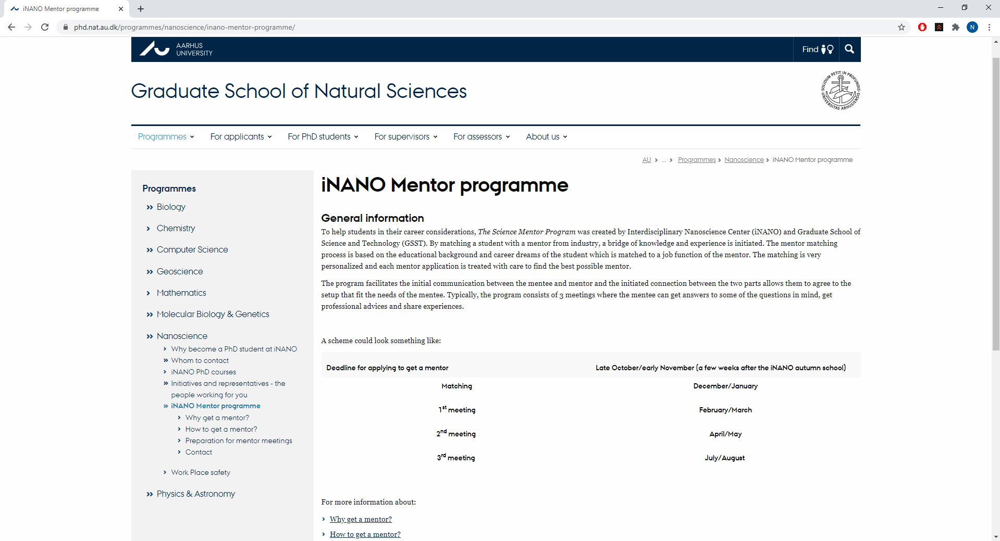 iNANO Mentor programme
phd.nat.au.dk/programmes/nanoscience/inano-mentor-programme/
N
AARHUS
UNIVERSITY
Find
Graduate School of Natural Sciences
SOLIDUM PETIT IN PROFUNDIS
UNIVERSITAS ARHUSIENSIS
Programmes
For applicants
For PhD students
For supervisors
For assessors
About us
AU > ... > Programmes > Nanoscience > iNANO Mentor programme
Programmes
Biology
Chemistry
Computer Science
Geoscience
Mathematics
Molecular Biology & Genetics
Nanoscience
Why become a PhD student at iNANO
Whom to contact
iNANO PhD courses
Initiatives and representatives - the
people working for you
iNANO Mentor programme
Why get a mentor?
How to get a mentor?
Preparation for mentor meetings
Contact
Work Place safety
Physics & Astronomy
iNANO Mentor programme
General information
To help students in their career considerations, The Science Mentor Program was created by Interdisciplinary Nanoscience Center (iNANO) and Graduate School of
Science and Technology (GSST). By matching a student with a mentor from industry, a bridge of knowledge and experience is initiated. The mentor matching
process is based on the educational background and career dreams of the student which is matched to a job function of the mentor. The matching is very
personalized and each mentor application is treated with care to find the best possible mentor.
The program facilitates the initial communication between the mentee and mentor and the initiated connection between the two parts allows them to agree to the
setup that fit the needs of the mentee. Typically, the program consists of 3 meetings where the mentee can get answers to some of the questions in mind, get
professional advices and share experiences.
A scheme could look something like:
Deadline for applying to get a mentor Late October/early November (a few weeks after the iNANO autumn school)
Matching December/January
1st meeting February/March
2nd meeting April/May
3rd meeting July/August
For more information about:
Why get a mentor?
How to get a mentor?